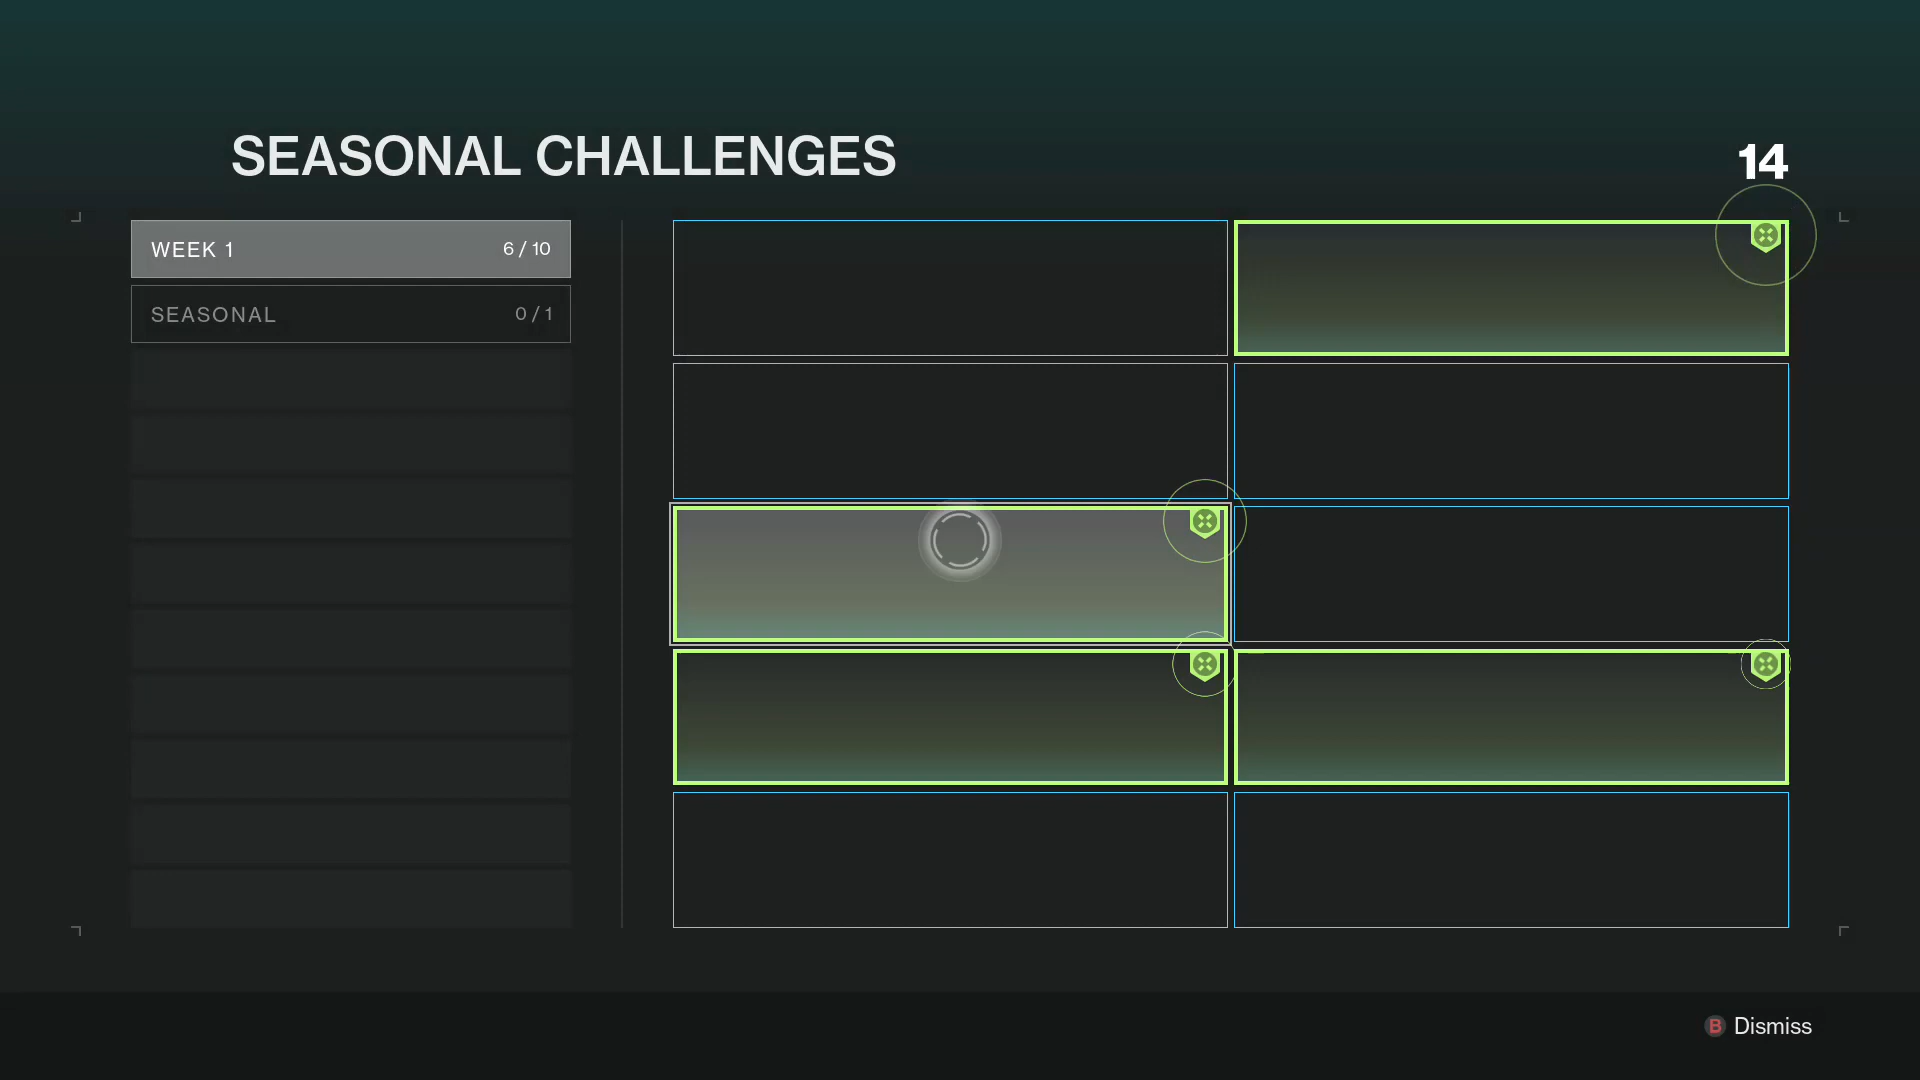 SEASONAL CHALLENGES
14
WEEK 1
6 / 10
SEASONAL
0 / 1
B Dismiss